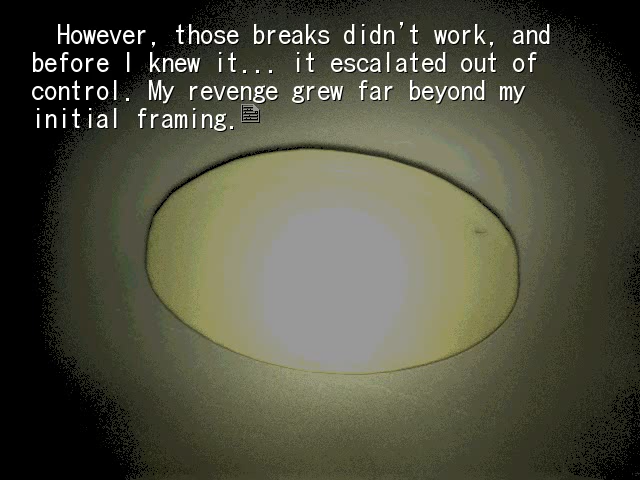 However, those breaks didn't work, and
before I knew it... it escalated out of
control. My revenge grew far beyond my
initial framing.